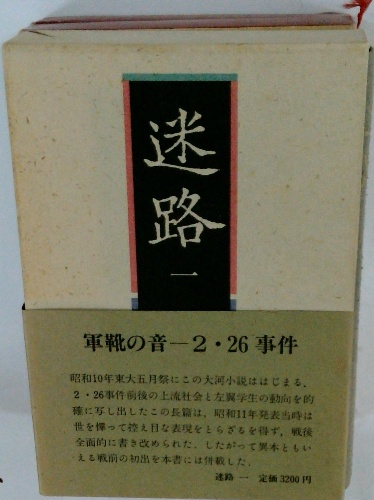 迷路
一
軍靴の音―2・26事件
昭和10年東大五月祭にこの大河小説ははじまる.
2・26事件前後の上流社会と左翼学生の動向を的
確に写し出したこの長篇は, 昭和11年発表当時は
世を憚って控え目な表現をとらざるを得ず, 戦後
全面的に書き改められた. したがって異本ともい
える戦前の初出を本書には併載した.
迷路 一 定価3200円